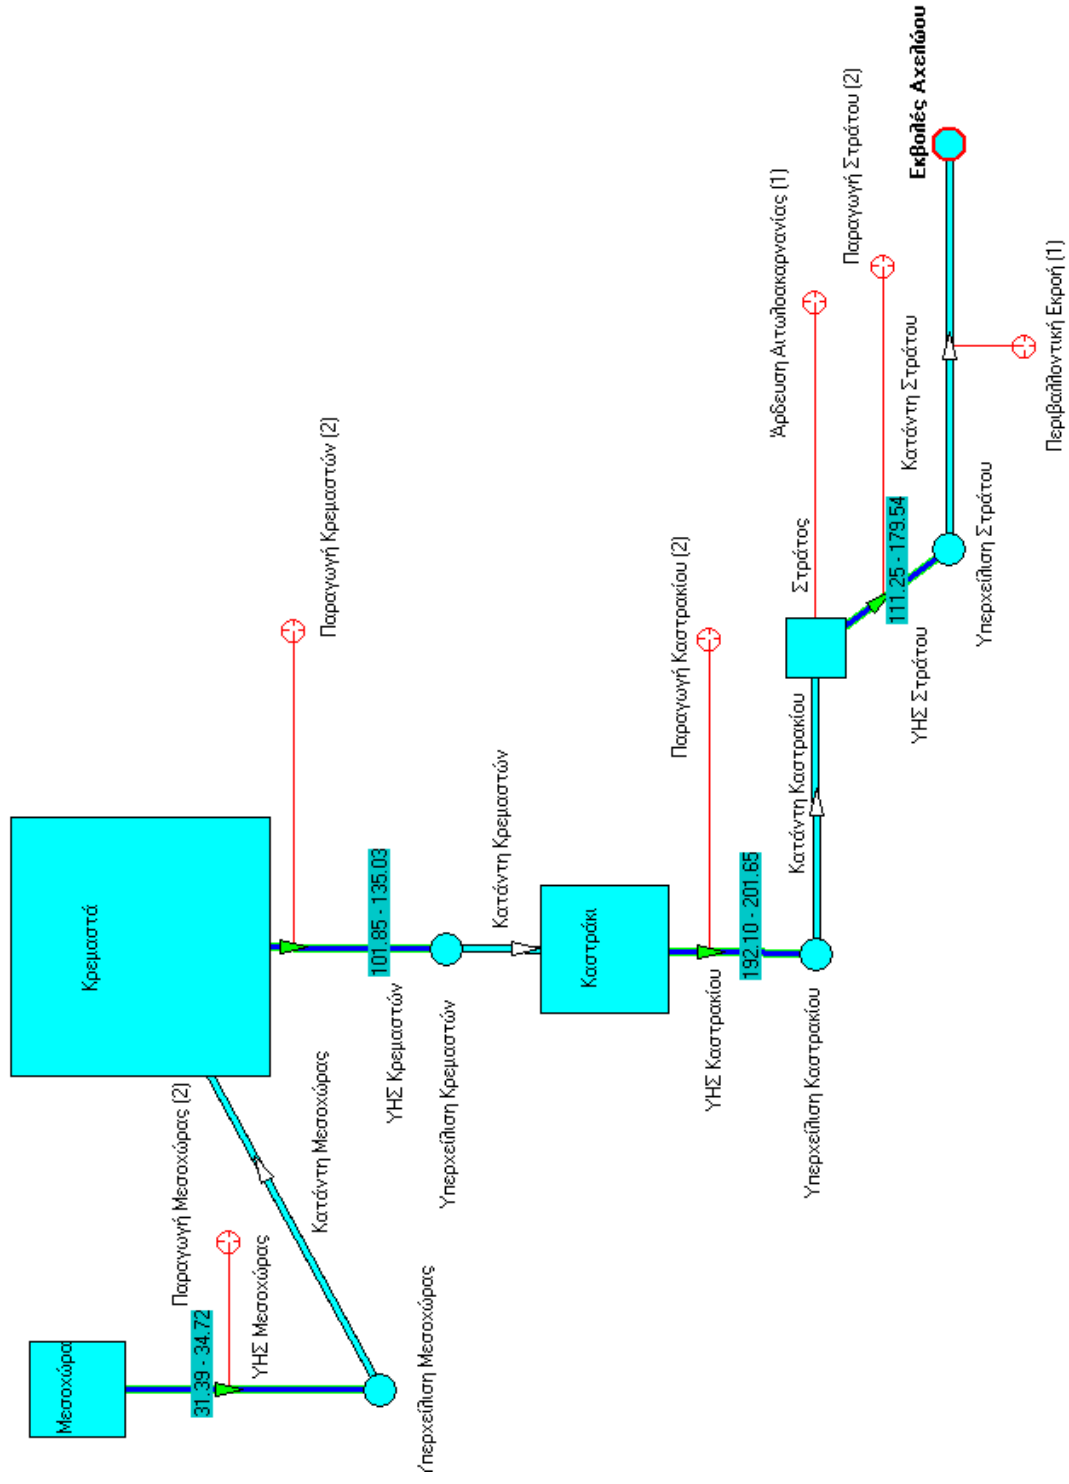 Μεσοχώρα
31.39 - 34.72
Παραγωγή Μεσοχώρας (2)
ΥΗΣ Μεσοχώρας
Υπερχείλιση Μεσοχώρας
Κατάντη Μεσοχώρας
Κρεμαστά
Παραγωγή Κρεμαστών (2)
101.85 - 135.03
ΥΗΣ Κρεμαστών
Υπερχείλιση Κρεμαστών
Κατάντη Κρεμαστών
Καστράκι
Παραγωγή Καστρακίου (2)
ΥΗΣ Καστρακίου
192.10 - 201.65
Υπερχείλιση Καστρακίου
Κατάντη Καστρακίου
Στράτος
Άρδευση Αιτωλοακαρνανίας (1)
Παραγωγή Στράτου (2)
111.25 - 179.54
ΥΗΣ Στράτου
Κατάντη Στράτου
Υπερχείλιση Στράτου
Εκβολές Αχελώου
Περιβαλλοντική Εκροή (1)